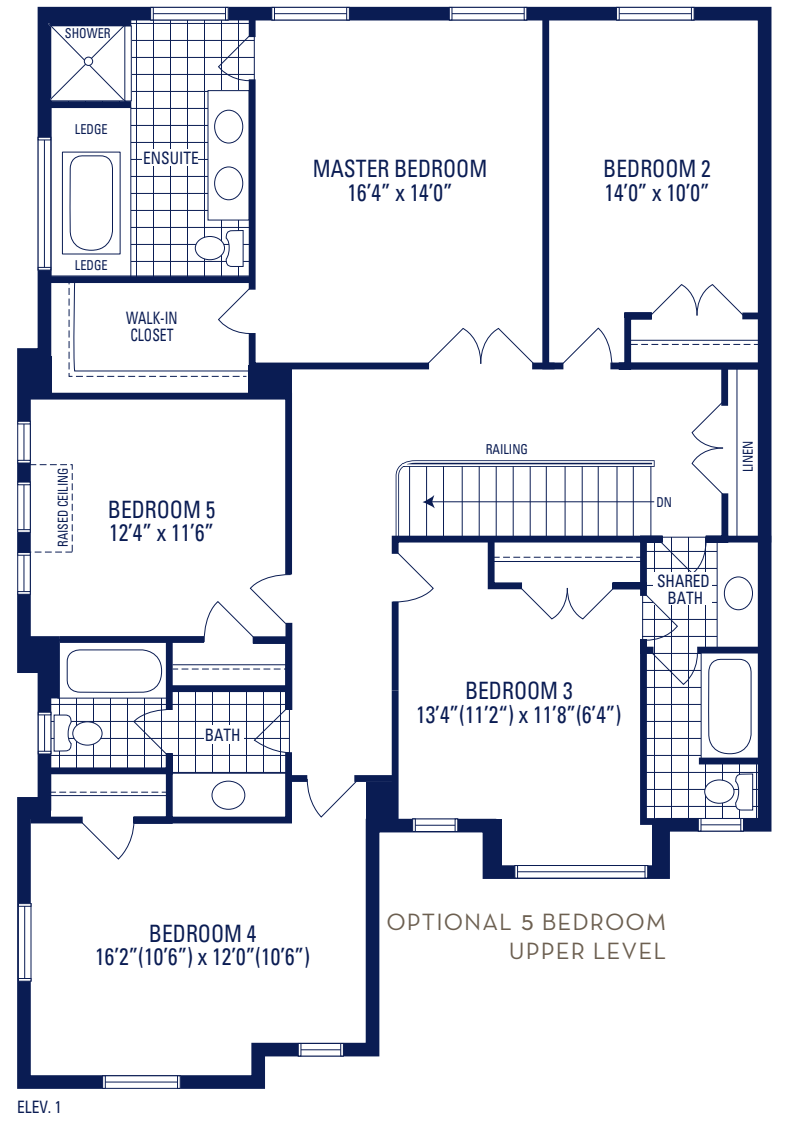 SHOWER
LEDGE
ENSUITE
LEDGE
MASTER BEDROOM
16'4" x 14'0"
BEDROOM 2
14'0" x 10'0"
WALK-IN
CLOSET
RAILING
LINEN
DN
BEDROOM 5
12'4" x 11'6"
RAISED CEILING
SHARED
BATH
BEDROOM 3
13'4"(11'2") x 11'8"(6'4")
BATH
BEDROOM 4
16'2"(10'6") x 12'0"(10'6")
OPTIONAL 5 BEDROOM
UPPER LEVEL
ELEV. 1